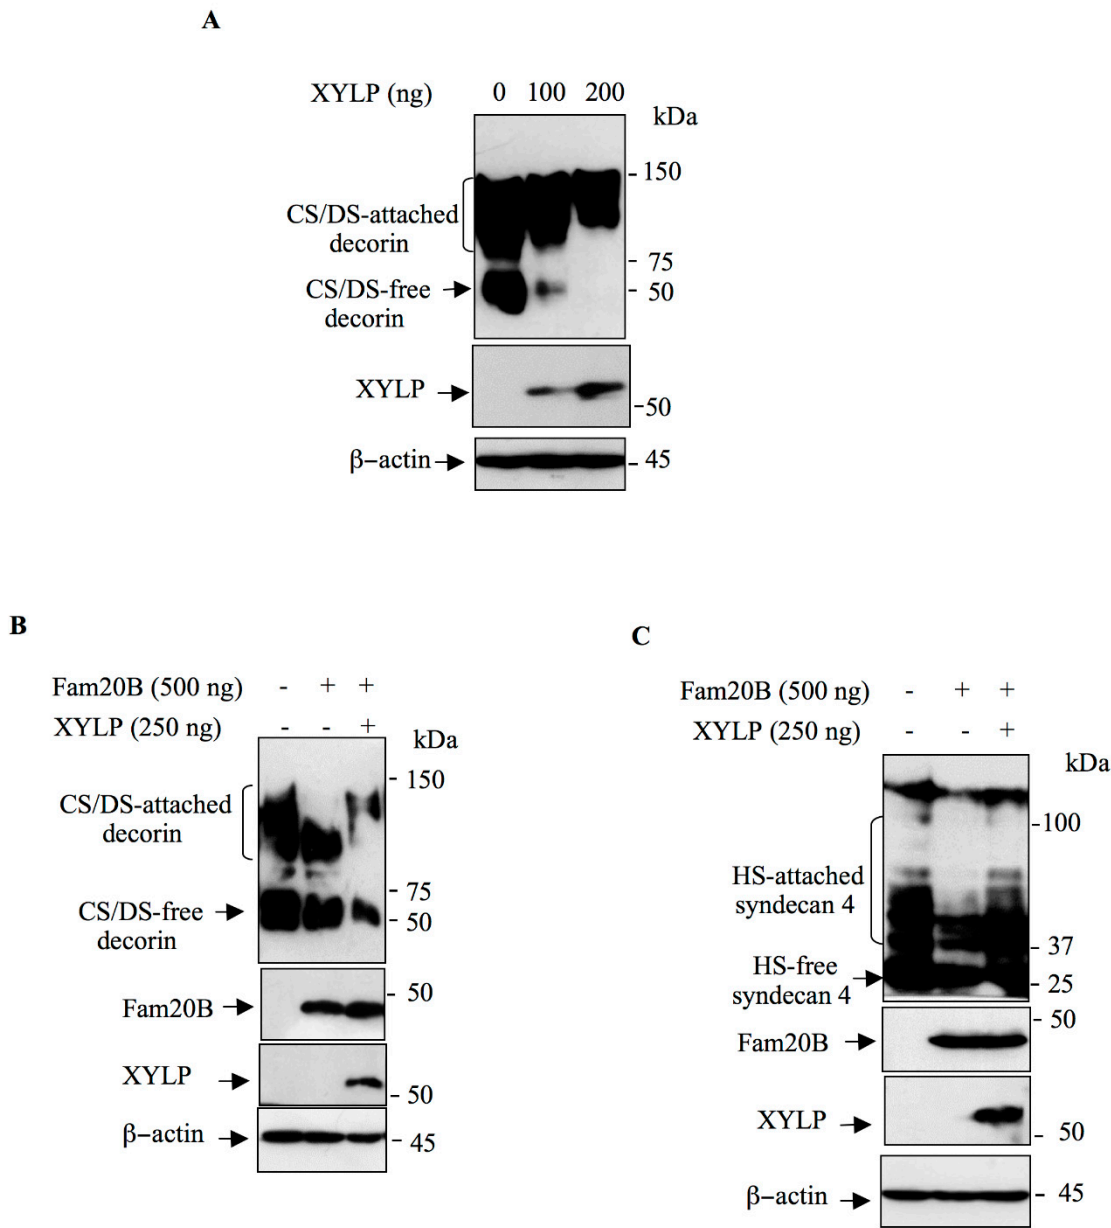 A
XYLP (ng) 0 100 200
kDa
- 150
CS/DS-attached
decorin
- 75
CS/DS-free
decorin
- 50
XYLP
-50
β–actin
- 45
B
Fam20B (500 ng) - + +
XYLP (250 ng) - - +
kDa
- 150
CS/DS-attached
decorin
- 75
CS/DS-free
decorin
- 50
Fam20B
- 50
XYLP
- 50
β–actin
- 45
C
Fam20B (500 ng) - + +
XYLP (250 ng) - - +
kDa
-100
HS-attached
syndecan 4
- 37
HS-free
syndecan 4
- 25
Fam20B
- 50
XYLP
- 50
β–actin
- 45